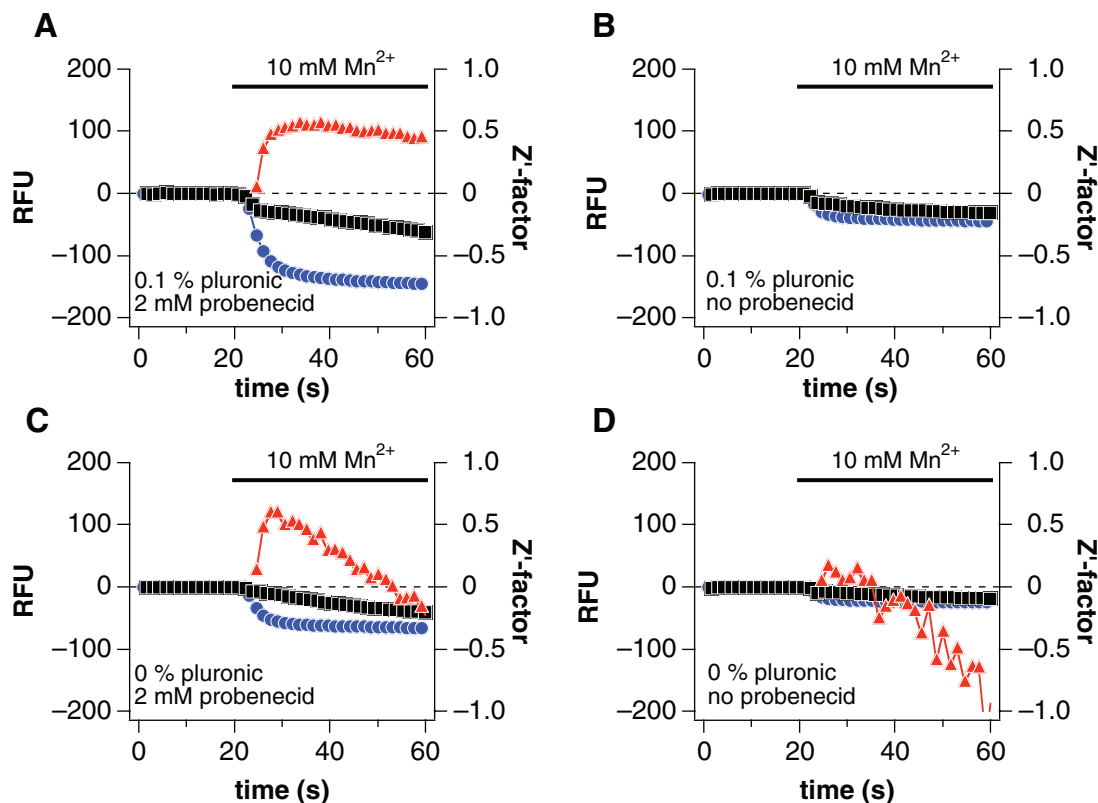 A
200
100
0
−100
−200
RFU
10 mM Mn2+
1.0
0.5
0
−0.5
−1.0
Z'-factor
0.1 % pluronic
2 mM probenecid
0
20
40
60
time (s)
B
200
100
0
−100
−200
RFU
10 mM Mn2+
1.0
0.5
0
−0.5
−1.0
Z'-factor
0.1 % pluronic
no probenecid
0
20
40
60
time (s)
C
200
100
0
−100
−200
RFU
10 mM Mn2+
1.0
0.5
0
−0.5
−1.0
Z'-factor
0 % pluronic
2 mM probenecid
0
20
40
60
time (s)
D
200
100
0
−100
−200
RFU
10 mM Mn2+
1.0
0.5
0
−0.5
−1.0
Z'-factor
0 % pluronic
no probenecid
0
20
40
60
time (s)